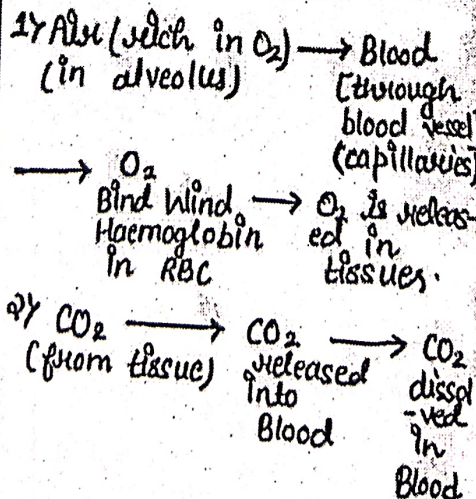 1) Air (rich in O₂) ⟶ Blood
(in alveolus) (through
blood vessel
(capillaries)
⟶ O₂ ⟶ O₂ is releas-
Bind Wind ed in
Haemoglobin tissues.
in RBC
2) CO₂ ⟶ CO₂ ⟶ CO₂
(from tissue) released dissol
into -ved
Blood in
Blood